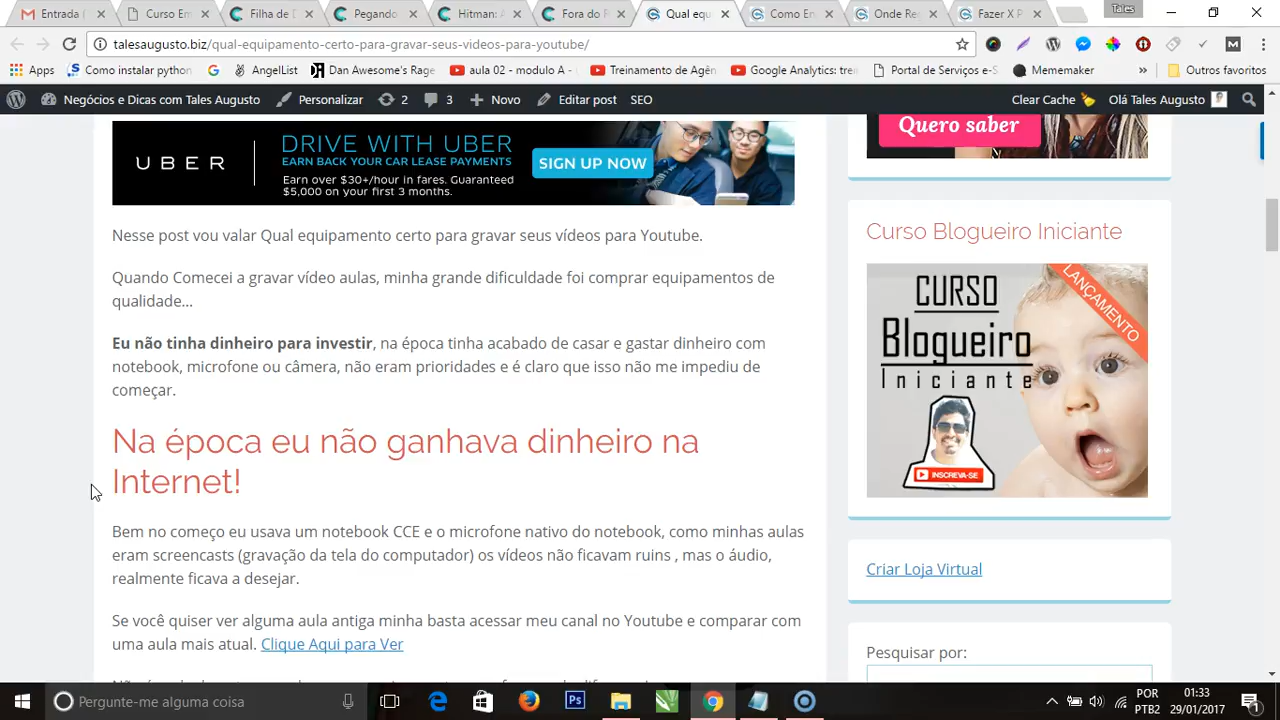 Entrada (
Curso Em
Filha de D
Pegando
Hitman: A
Fora do R
Qual equ
Como En
Onde Re
Fazer X P
Tales
talesaugusto.biz/qual-equipamento-certo-para-gravar-seus-videos-para-youtube/
Apps
Como instalar python
AngelList
Dan Awesome's Rage
aula 02 - modulo A -
Treinamento de Agên
Google Analytics: trei
Portal de Serviços e-S
Mememaker
»
Outros favoritos
Negócios e Dicas com Tales Augusto
Personalizar
2
3
Novo
Editar post
SEO
Clear Cache
Olá Tales Augusto
UBER
DRIVE WITH UBER
EARN BACK YOUR CAR LEASE PAYMENTS
Earn over $30+/hour in fares. Guaranteed
$5,000 on your first 3 months.
SIGN UP NOW
Quero saber
Nesse post vou valar Qual equipamento certo para gravar seus vídeos para Youtube.
Quando Comecei a gravar vídeo aulas, minha grande dificuldade foi comprar equipamentos de
qualidade...
Eu não tinha dinheiro para investir, na época tinha acabado de casar e gastar dinheiro com
notebook, microfone ou câmera, não eram prioridades e é claro que isso não me impediu de
começar.
Na época eu não ganhava dinheiro na
Internet!
Bem no começo eu usava um notebook CCE e o microfone nativo do notebook, como minhas aulas
eram screencasts (gravação da tela do computador) os vídeos não ficavam ruins , mas o áudio,
realmente ficava a desejar.
Se você quiser ver alguma aula antiga minha basta acessar meu canal no Youtube e comparar com
uma aula mais atual. Clique Aqui para Ver
Curso Blogueiro Iniciante
LANÇAMENTO
CURSO
Blogueiro
Iniciante
INSCREVA-SE
Criar Loja Virtual
Pesquisar por:
Pergunte-me alguma coisa
Ps
POR
PTB2
01:33
29/01/2017
1